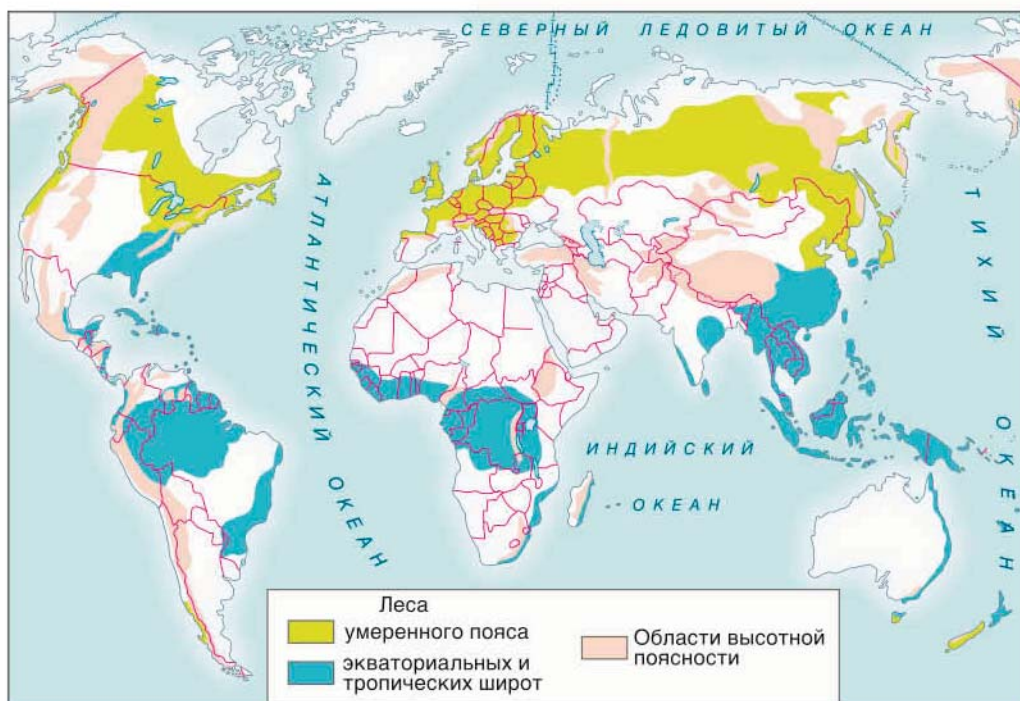 СЕВЕРНЫЙ ЛЕДОВИТЫЙ ОКЕАН
АТЛАНТИЧЕСКИЙ ОКЕАН
ТИХИЙ ОКЕАН
ИНДИЙСКИЙ
ОКЕАН
Леса
умеренного пояса
экваториальных и
тропических широт
Области высотной
поясности